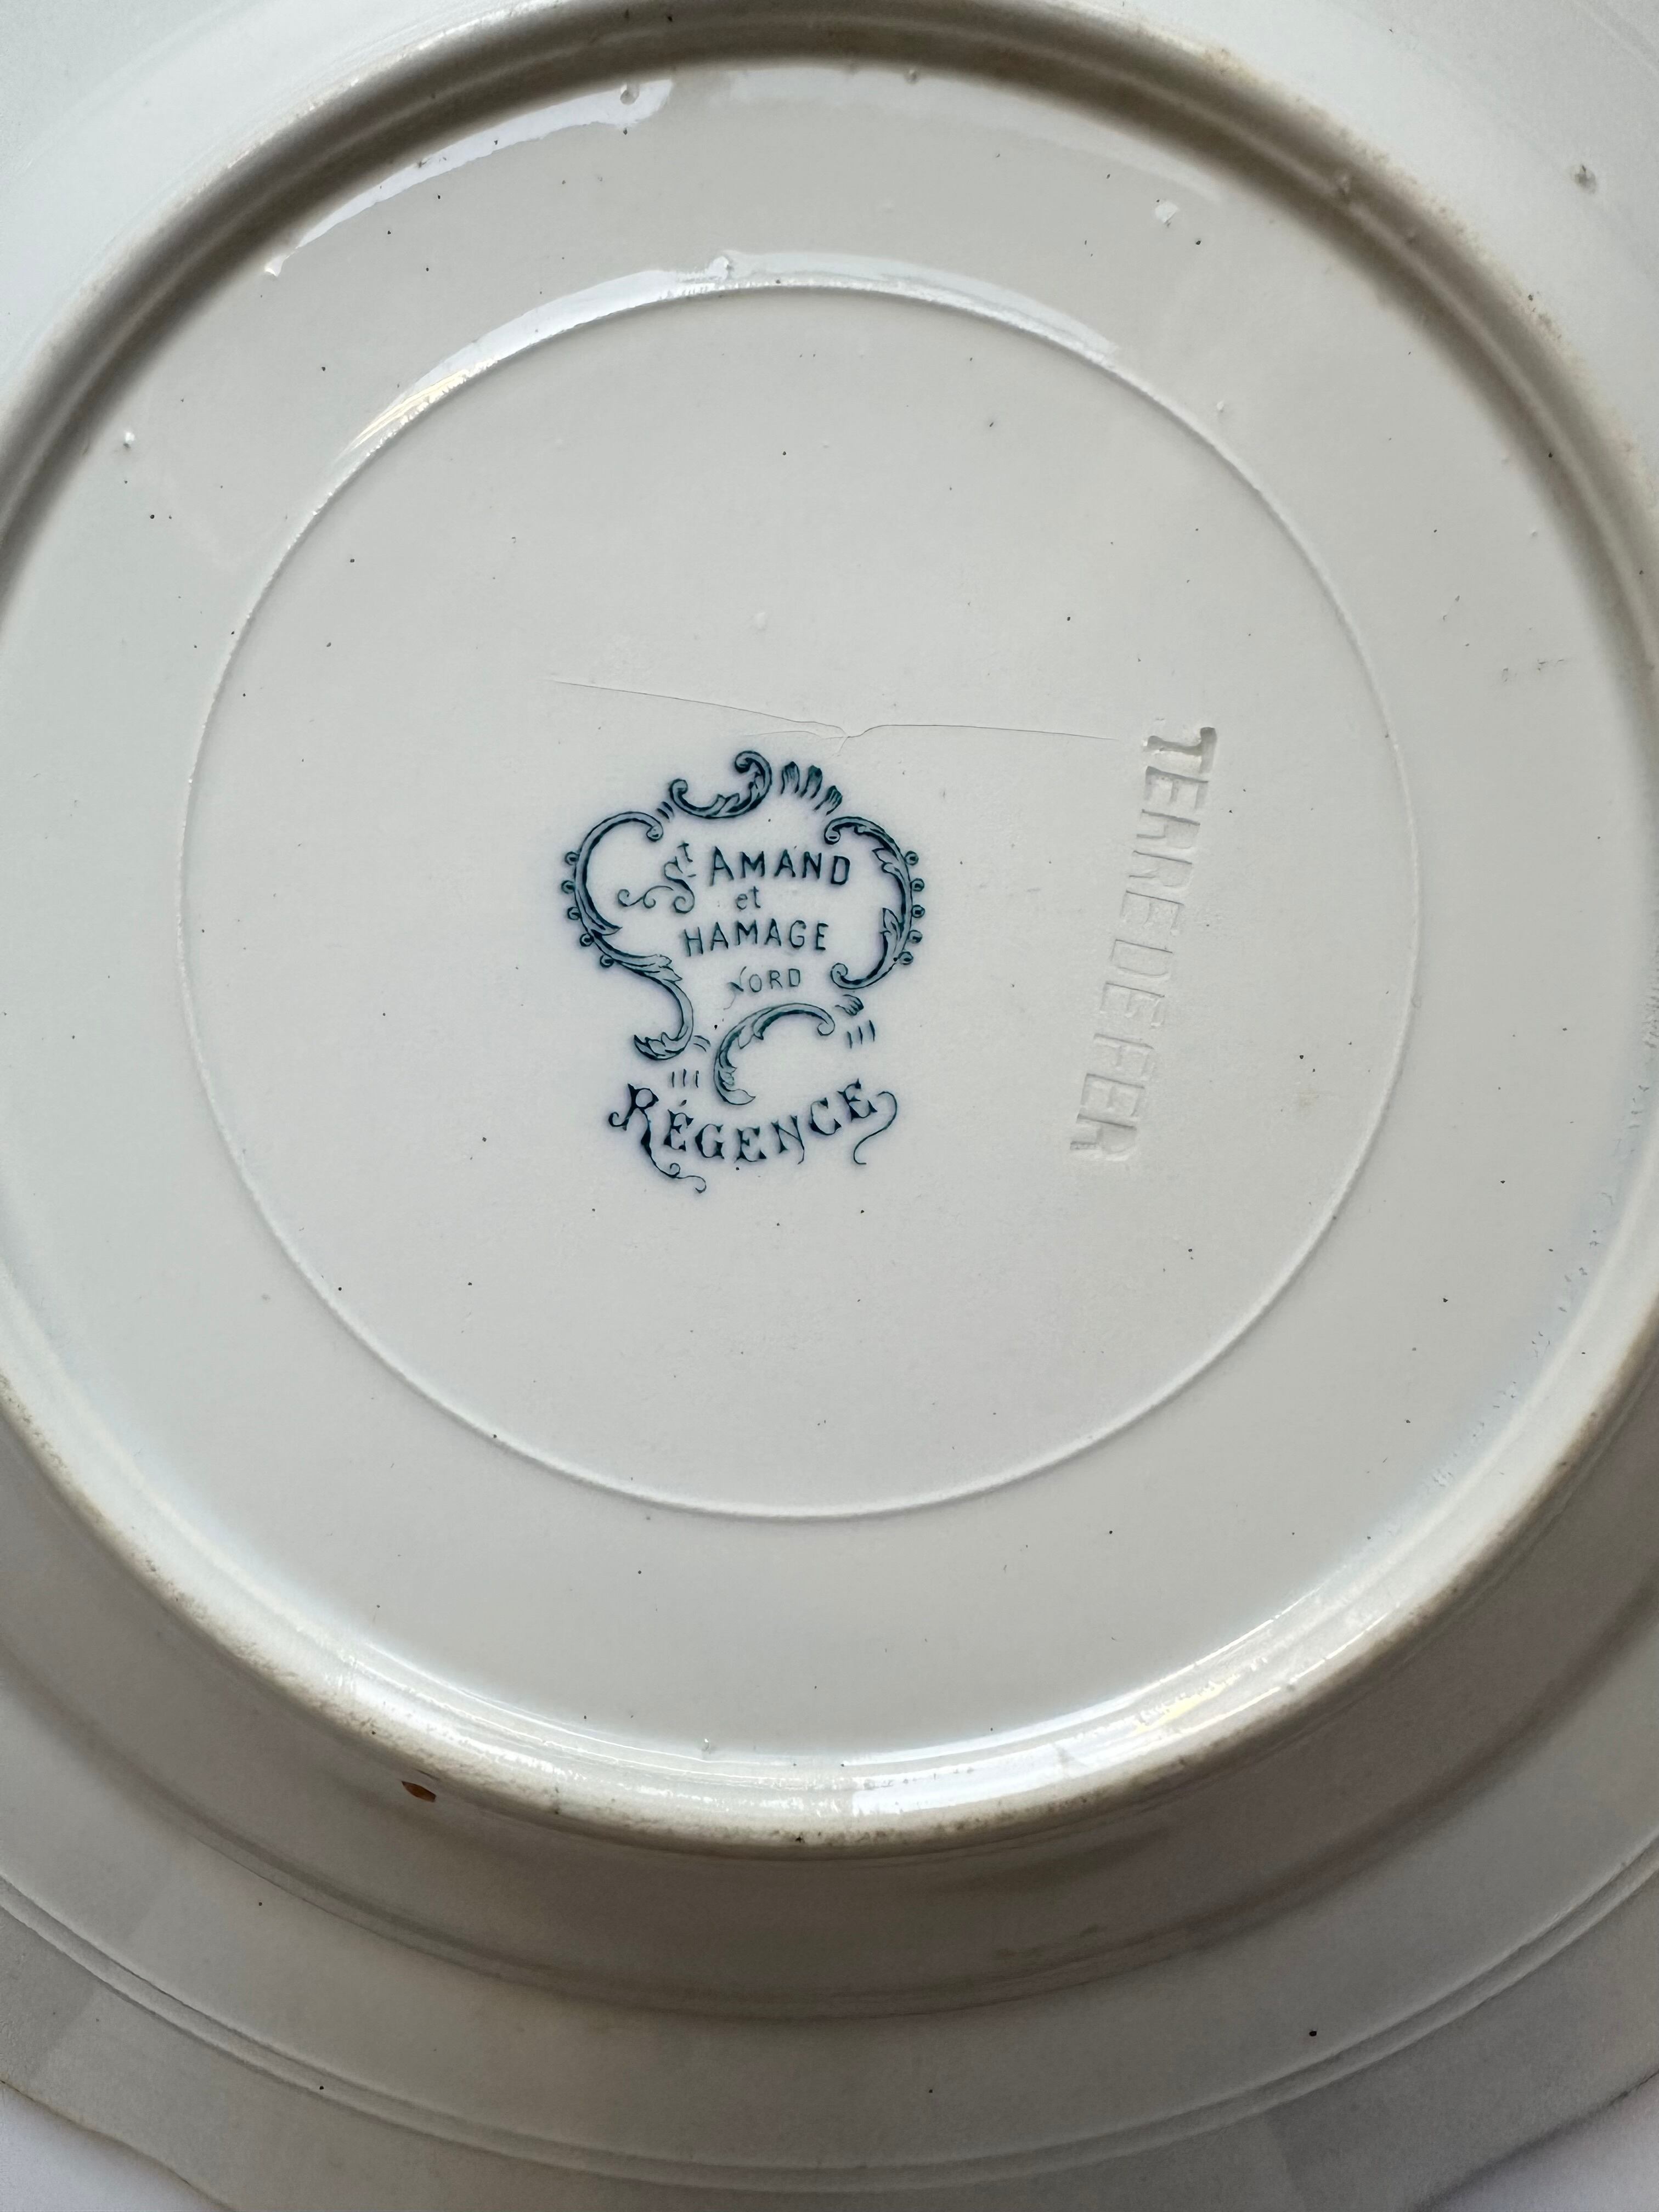 St AMAND
et
HAMAGE
NORD
RÉGENCE
TERRE DE FER